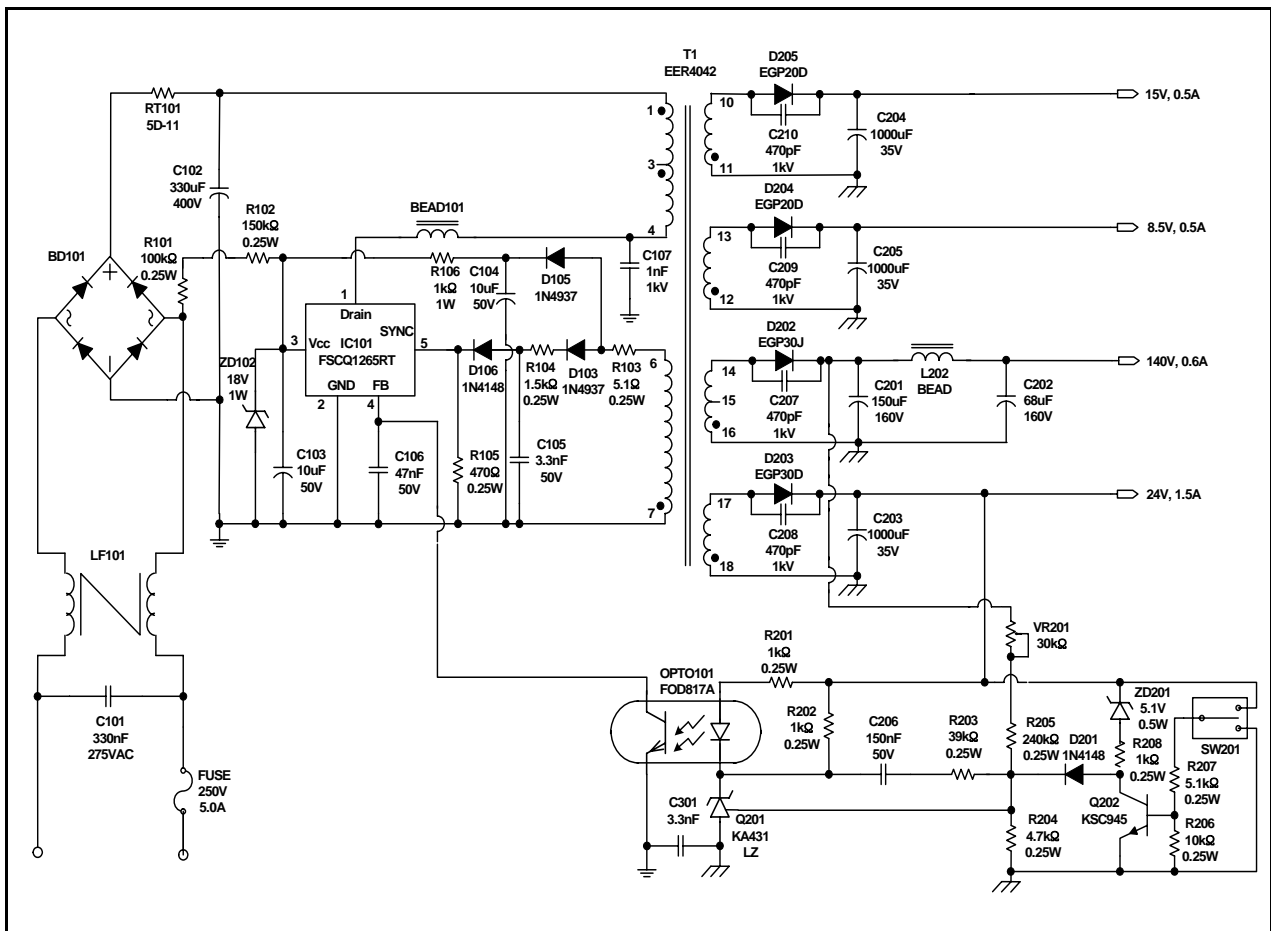 T1
EER4042
RT101
5D-11
C102
330uF
400V
R102
150kΩ
0.25W
R101
100kΩ
0.25W
BD101
BEAD101
1
3
4
C107
1nF
1kV
R106
1kΩ
1W
C104
10uF
50V
D105
1N4937
1
Drain
SYNC
3
Vcc
IC101
FSCQ1265RT
5
GND
FB
2
4
ZD102
18V
1W
D106
1N4148
R104
1.5kΩ
0.25W
D103
1N4937
R103
5.1Ω
0.25W
6
7
C103
10uF
50V
C106
47nF
50V
R105
470Ω
0.25W
C105
3.3nF
50V
LF101
C101
330nF
275VAC
FUSE
250V
5.0A
D205
EGP20D
10
11
C210
470pF
1kV
C204
1000uF
35V
15V, 0.5A
D204
EGP20D
13
12
C209
470pF
1kV
C205
1000uF
35V
8.5V, 0.5A
D202
EGP30J
14
15
16
C207
470pF
1kV
C201
150uF
160V
L202
BEAD
C202
68uF
160V
140V, 0.6A
D203
EGP30D
17
18
C208
470pF
1kV
C203
1000uF
35V
24V, 1.5A
VR201
30kΩ
OPTO101
FOD817A
R201
1kΩ
0.25W
R202
1kΩ
0.25W
C206
150nF
50V
R203
39kΩ
0.25W
R205
240kΩ
0.25W
D201
1N4148
ZD201
5.1V
0.5W
R208
1kΩ
0.25W
SW201
R207
5.1kΩ
0.25W
C301
3.3nF
Q201
KA431
LZ
R204
4.7kΩ
0.25W
Q202
KSC945
R206
10kΩ
0.25W